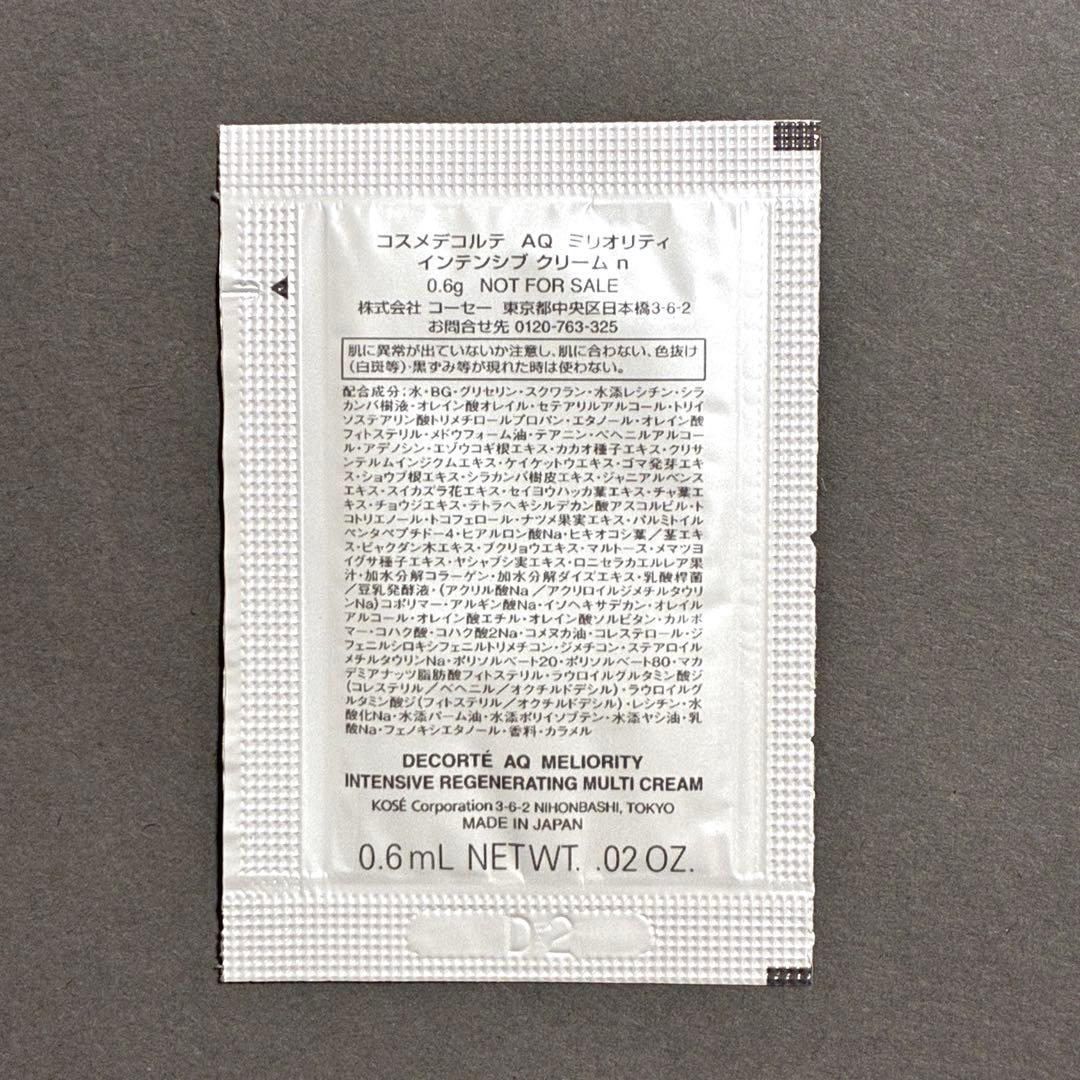 コスメデコルテ AQ ミリオリティ
インテンシブ クリーム n
0.6g NOT FOR SALE
株式会社 コーセー 東京都中央区日本橋3-6-2
お問合せ先 0120-763-325
肌に異常が出ていないか注意し、肌に合わない、色抜け
(白斑等)・黒ずみ等が現れた時は使わない。
配合成分:水・BG・グリセリン・スクワラン・水添レシチン・シラ
カンバ樹液・オレイン酸オレイル・セテアリルアルコール・トリイ
ソステアリン酸トリメチロールプロパン・エタノール・オレイン酸
フィトステリル・メドウフォーム油・テアニン・ベヘニルアルコー
ル・アデノシン・エゾウコギ根エキス・カカオ種子エキス・クリサ
ンテルムインジクムエキス・ケイケットウエキス・ゴマ発芽エキ
ス・ショウブ根エキス・シラカンバ樹皮エキス・ジャニアルベンス
エキス・スイカズラ花エキス・セイヨウハッカ葉エキス・チャ葉エ
キス・チョウジエキス・テトラヘキシルデカン酸アスコルビル・ト
コトリエノール・トコフェロール・ナツメ果実エキス・パルミトイル
ペンタペプチド-4・ヒアルロン酸Na・ヒキオコシ葉/茎エキ
ス・ビャクダン木エキス・ブクリョウエキス・マルトース・メマツヨ
イグサ種子エキス・ヤシャブシ実エキス・ロニセラカエルレア果
汁・加水分解コラーゲン・加水分解ダイズエキス・乳酸桿菌
/豆乳発酵液・(アクリル酸Na/アクリロイルジメチルタウリ
ンNa)コポリマー・アルギン酸Na・イソヘキサデカン・オレイル
アルコール・オレイン酸エチル・オレイン酸ソルビタン・カルボ
マー・コハク酸・コハク酸2Na・コメヌカ油・コレステロール・ジ
フェニルシロキシフェニルトリメチコン・ジメチコン・ステアロイル
メチルタウリンNa・ポリソルベート20・ポリソルベート80・マカ
デミアナッツ脂肪酸フィトステリル・ラウロイルグルタミン酸ジ
(コレステリル/ベヘニル/オクチルドデシル)・ラウロイルグ
ルタミン酸ジ(フィトステリル/オクチルドデシル)・レシチン・水
酸化Na・水添パーム油・水添ポリイソブテン・水添ヤシ油・乳
酸Na・フェノキシエタノール・香料・カラメル
DECORTÉ AQ MELIORITY
INTENSIVE REGENERATING MULTI CREAM
KOSÉ Corporation 3-6-2 NIHONBASHI, TOKYO
MADE IN JAPAN
0.6mL NET WT. .02 OZ.